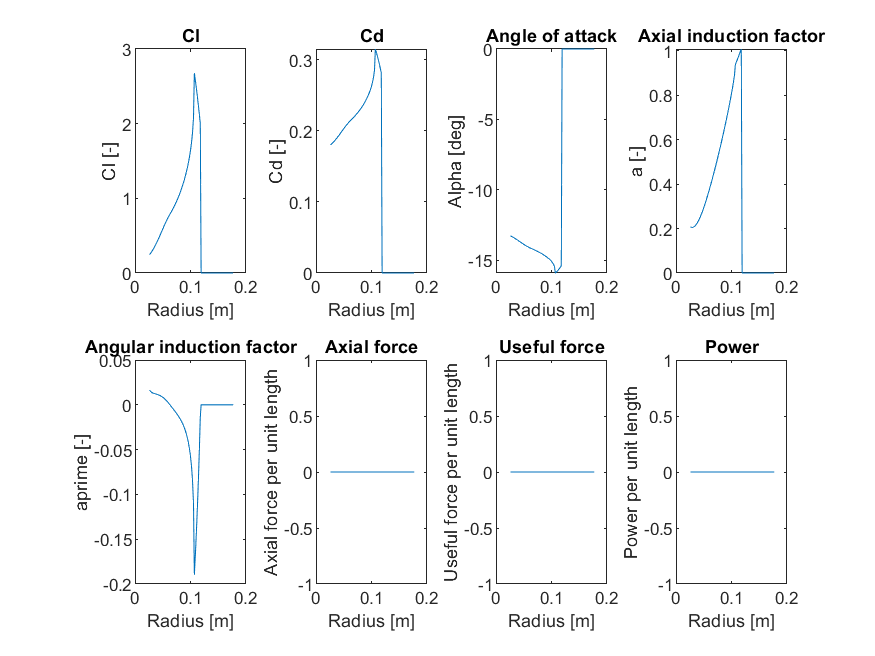 Cl
Cd
Angle of attack
Axial induction factor
3
2
1
0
Cl [-]
0 0.1 0.2
Radius [m]
0.3
0.2
0.1
0
Cd [-]
0 0.1 0.2
Radius [m]
0
-5
-10
-15
Alpha [deg]
0 0.1 0.2
Radius [m]
1
0.8
0.6
0.4
0.2
0
a [-]
0 0.1 0.2
Radius [m]
Angular induction factor
Axial force
Useful force
Power
0.05
0
-0.05
-0.1
-0.15
-0.2
aprime [-]
0 0.1 0.2
Radius [m]
1
0.5
0
-0.5
-1
Axial force per unit length
0 0.1 0.2
Radius [m]
1
0.5
0
-0.5
-1
Useful force per unit length
0 0.1 0.2
Radius [m]
1
0.5
0
-0.5
-1
Power per unit length
0 0.1 0.2
Radius [m]